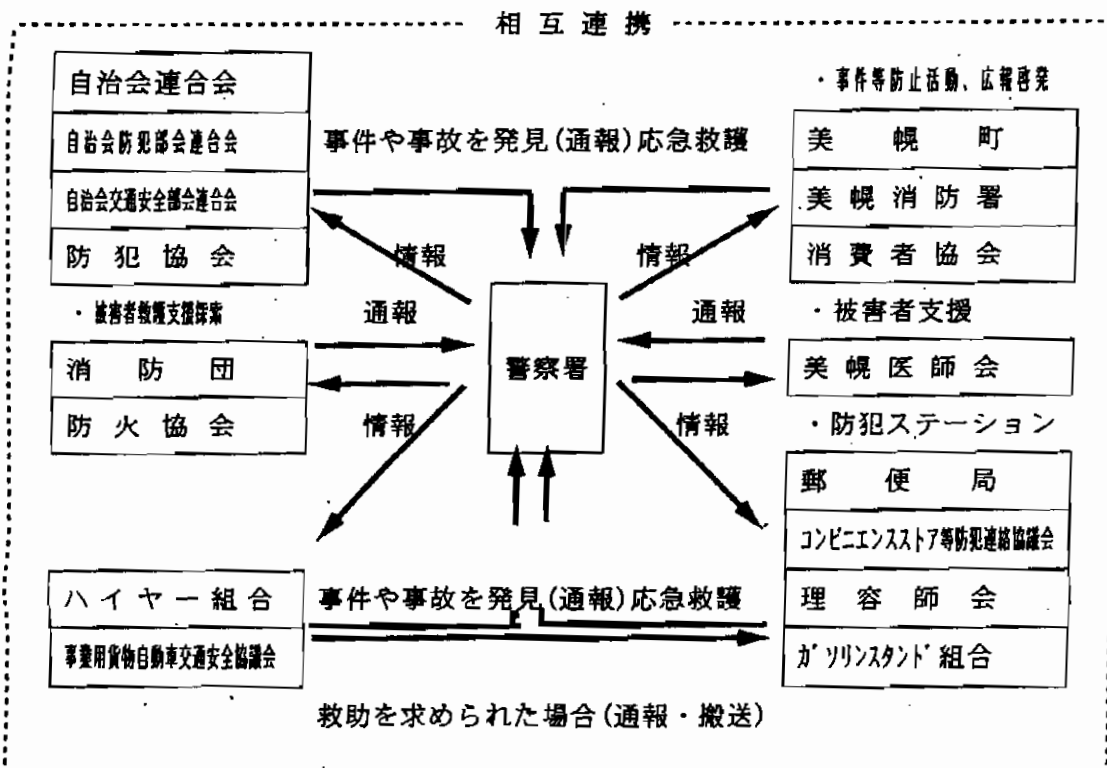 相互連携
自治会連合会
自治会防犯部会連合会
自治会交通安全部会連合会
防犯協会
・被害者救護支援探索
消防団
防火協会
ハイヤー組合
事業用貨物自動車交通安全協議会
事件や事故を発見(通報)応急救護
情報
情報
通報
通報
警察署
情報
情報
事件や事故を発見(通報)応急救護
救助を求められた場合(通報・搬送)
・事件等防止活動、広報啓発
美幌町
美幌消防署
消費者協会
・被害者支援
美幌医師会
・防犯ステーション
郵便局
コンビニエンスストア等防犯連絡協議会
理容師会
ガソリンスタンド組合